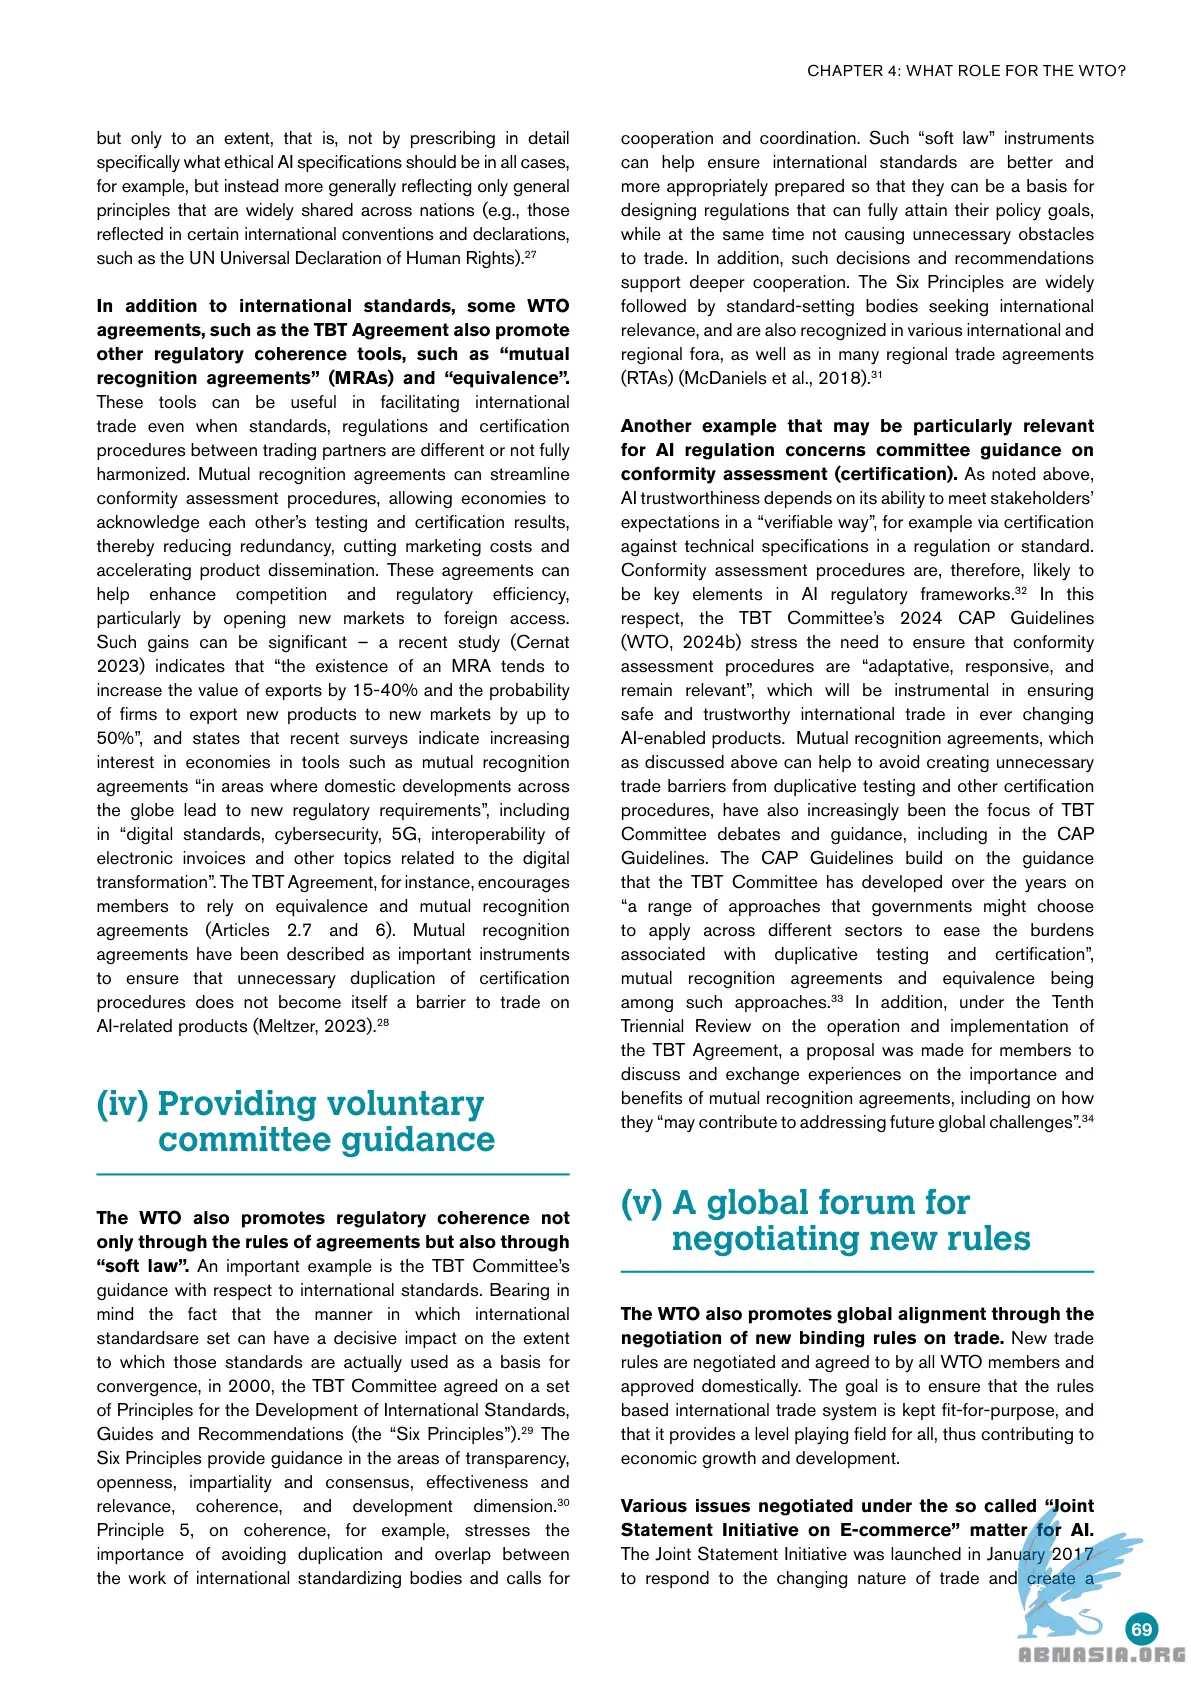 CHAPTER 4: WHAT ROLE FOR THE WTO?
but only to an extent, that is, not by prescribing in detail
specifically what ethical AI specifications should be in all cases,
for example, but instead more generally reflecting only general
principles that are widely shared across nations (e.g., those
reflected in certain international conventions and declarations,
such as the UN Universal Declaration of Human Rights).27
In addition to international standards, some WTO
agreements, such as the TBT Agreement also promote
other regulatory coherence tools, such as “mutual
recognition agreements” (MRAs) and “equivalence”.
These tools can be useful in facilitating international
trade even when standards, regulations and certification
procedures between trading partners are different or not fully
harmonized. Mutual recognition agreements can streamline
conformity assessment procedures, allowing economies to
acknowledge each other’s testing and certification results,
thereby reducing redundancy, cutting marketing costs and
accelerating product dissemination. These agreements can
help enhance competition and regulatory efficiency,
particularly by opening new markets to foreign access.
Such gains can be significant – a recent study (Cernat
2023) indicates that “the existence of an MRA tends to
increase the value of exports by 15-40% and the probability
of firms to export new products to new markets by up to
50%”, and states that recent surveys indicate increasing
interest in economies in tools such as mutual recognition
agreements “in areas where domestic developments across
the globe lead to new regulatory requirements”, including
in “digital standards, cybersecurity, 5G, interoperability of
electronic invoices and other topics related to the digital
transformation”. The TBT Agreement, for instance, encourages
members to rely on equivalence and mutual recognition
agreements (Articles 2.7 and 6). Mutual recognition
agreements have been described as important instruments
to ensure that unnecessary duplication of certification
procedures does not become itself a barrier to trade on
AI-related products (Meltzer, 2023).28
(iv) Providing voluntary
committee guidance
The WTO also promotes regulatory coherence not
only through the rules of agreements but also through
“soft law”. An important example is the TBT Committee’s
guidance with respect to international standards. Bearing in
mind the fact that the manner in which international
standardsare set can have a decisive impact on the extent
to which those standards are actually used as a basis for
convergence, in 2000, the TBT Committee agreed on a set
of Principles for the Development of International Standards,
Guides and Recommendations (the “Six Principles”).29 The
Six Principles provide guidance in the areas of transparency,
openness, impartiality and consensus, effectiveness and
relevance, coherence, and development dimension.30
Principle 5, on coherence, for example, stresses the
importance of avoiding duplication and overlap between
the work of international standardizing bodies and calls for
cooperation and coordination. Such “soft law” instruments
can help ensure international standards are better and
more appropriately prepared so that they can be a basis for
designing regulations that can fully attain their policy goals,
while at the same time not causing unnecessary obstacles
to trade. In addition, such decisions and recommendations
support deeper cooperation. The Six Principles are widely
followed by standard-setting bodies seeking international
relevance, and are also recognized in various international and
regional fora, as well as in many regional trade agreements
(RTAs) (McDaniels et al., 2018).31
Another example that may be particularly relevant
for AI regulation concerns committee guidance on
conformity assessment (certification). As noted above,
AI trustworthiness depends on its ability to meet stakeholders’
expectations in a “verifiable way”, for example via certification
against technical specifications in a regulation or standard.
Conformity assessment procedures are, therefore, likely to
be key elements in AI regulatory frameworks.32 In this
respect, the TBT Committee’s 2024 CAP Guidelines
(WTO, 2024b) stress the need to ensure that conformity
assessment procedures are “adaptative, responsive, and
remain relevant”, which will be instrumental in ensuring
safe and trustworthy international trade in ever changing
AI-enabled products. Mutual recognition agreements, which
as discussed above can help to avoid creating unnecessary
trade barriers from duplicative testing and other certification
procedures, have also increasingly been the focus of TBT
Committee debates and guidance, including in the CAP
Guidelines. The CAP Guidelines build on the guidance
that the TBT Committee has developed over the years on
“a range of approaches that governments might choose
to apply across different sectors to ease the burdens
associated with duplicative testing and certification”,
mutual recognition agreements and equivalence being
among such approaches.33 In addition, under the Tenth
Triennial Review on the operation and implementation of
the TBT Agreement, a proposal was made for members to
discuss and exchange experiences on the importance and
benefits of mutual recognition agreements, including on how
they “may contribute to addressing future global challenges”.34
(v) A global forum for
negotiating new rules
The WTO also promotes global alignment through the
negotiation of new binding rules on trade. New trade
rules are negotiated and agreed to by all WTO members and
approved domestically. The goal is to ensure that the rules
based international trade system is kept fit-for-purpose, and
that it provides a level playing field for all, thus contributing to
economic growth and development.
Various issues negotiated under the so called “Joint
Statement Initiative on E-commerce” matter for AI.
The Joint Statement Initiative was launched in January 2017
to respond to the changing nature of trade and create a
69
ABNASIA.ORG